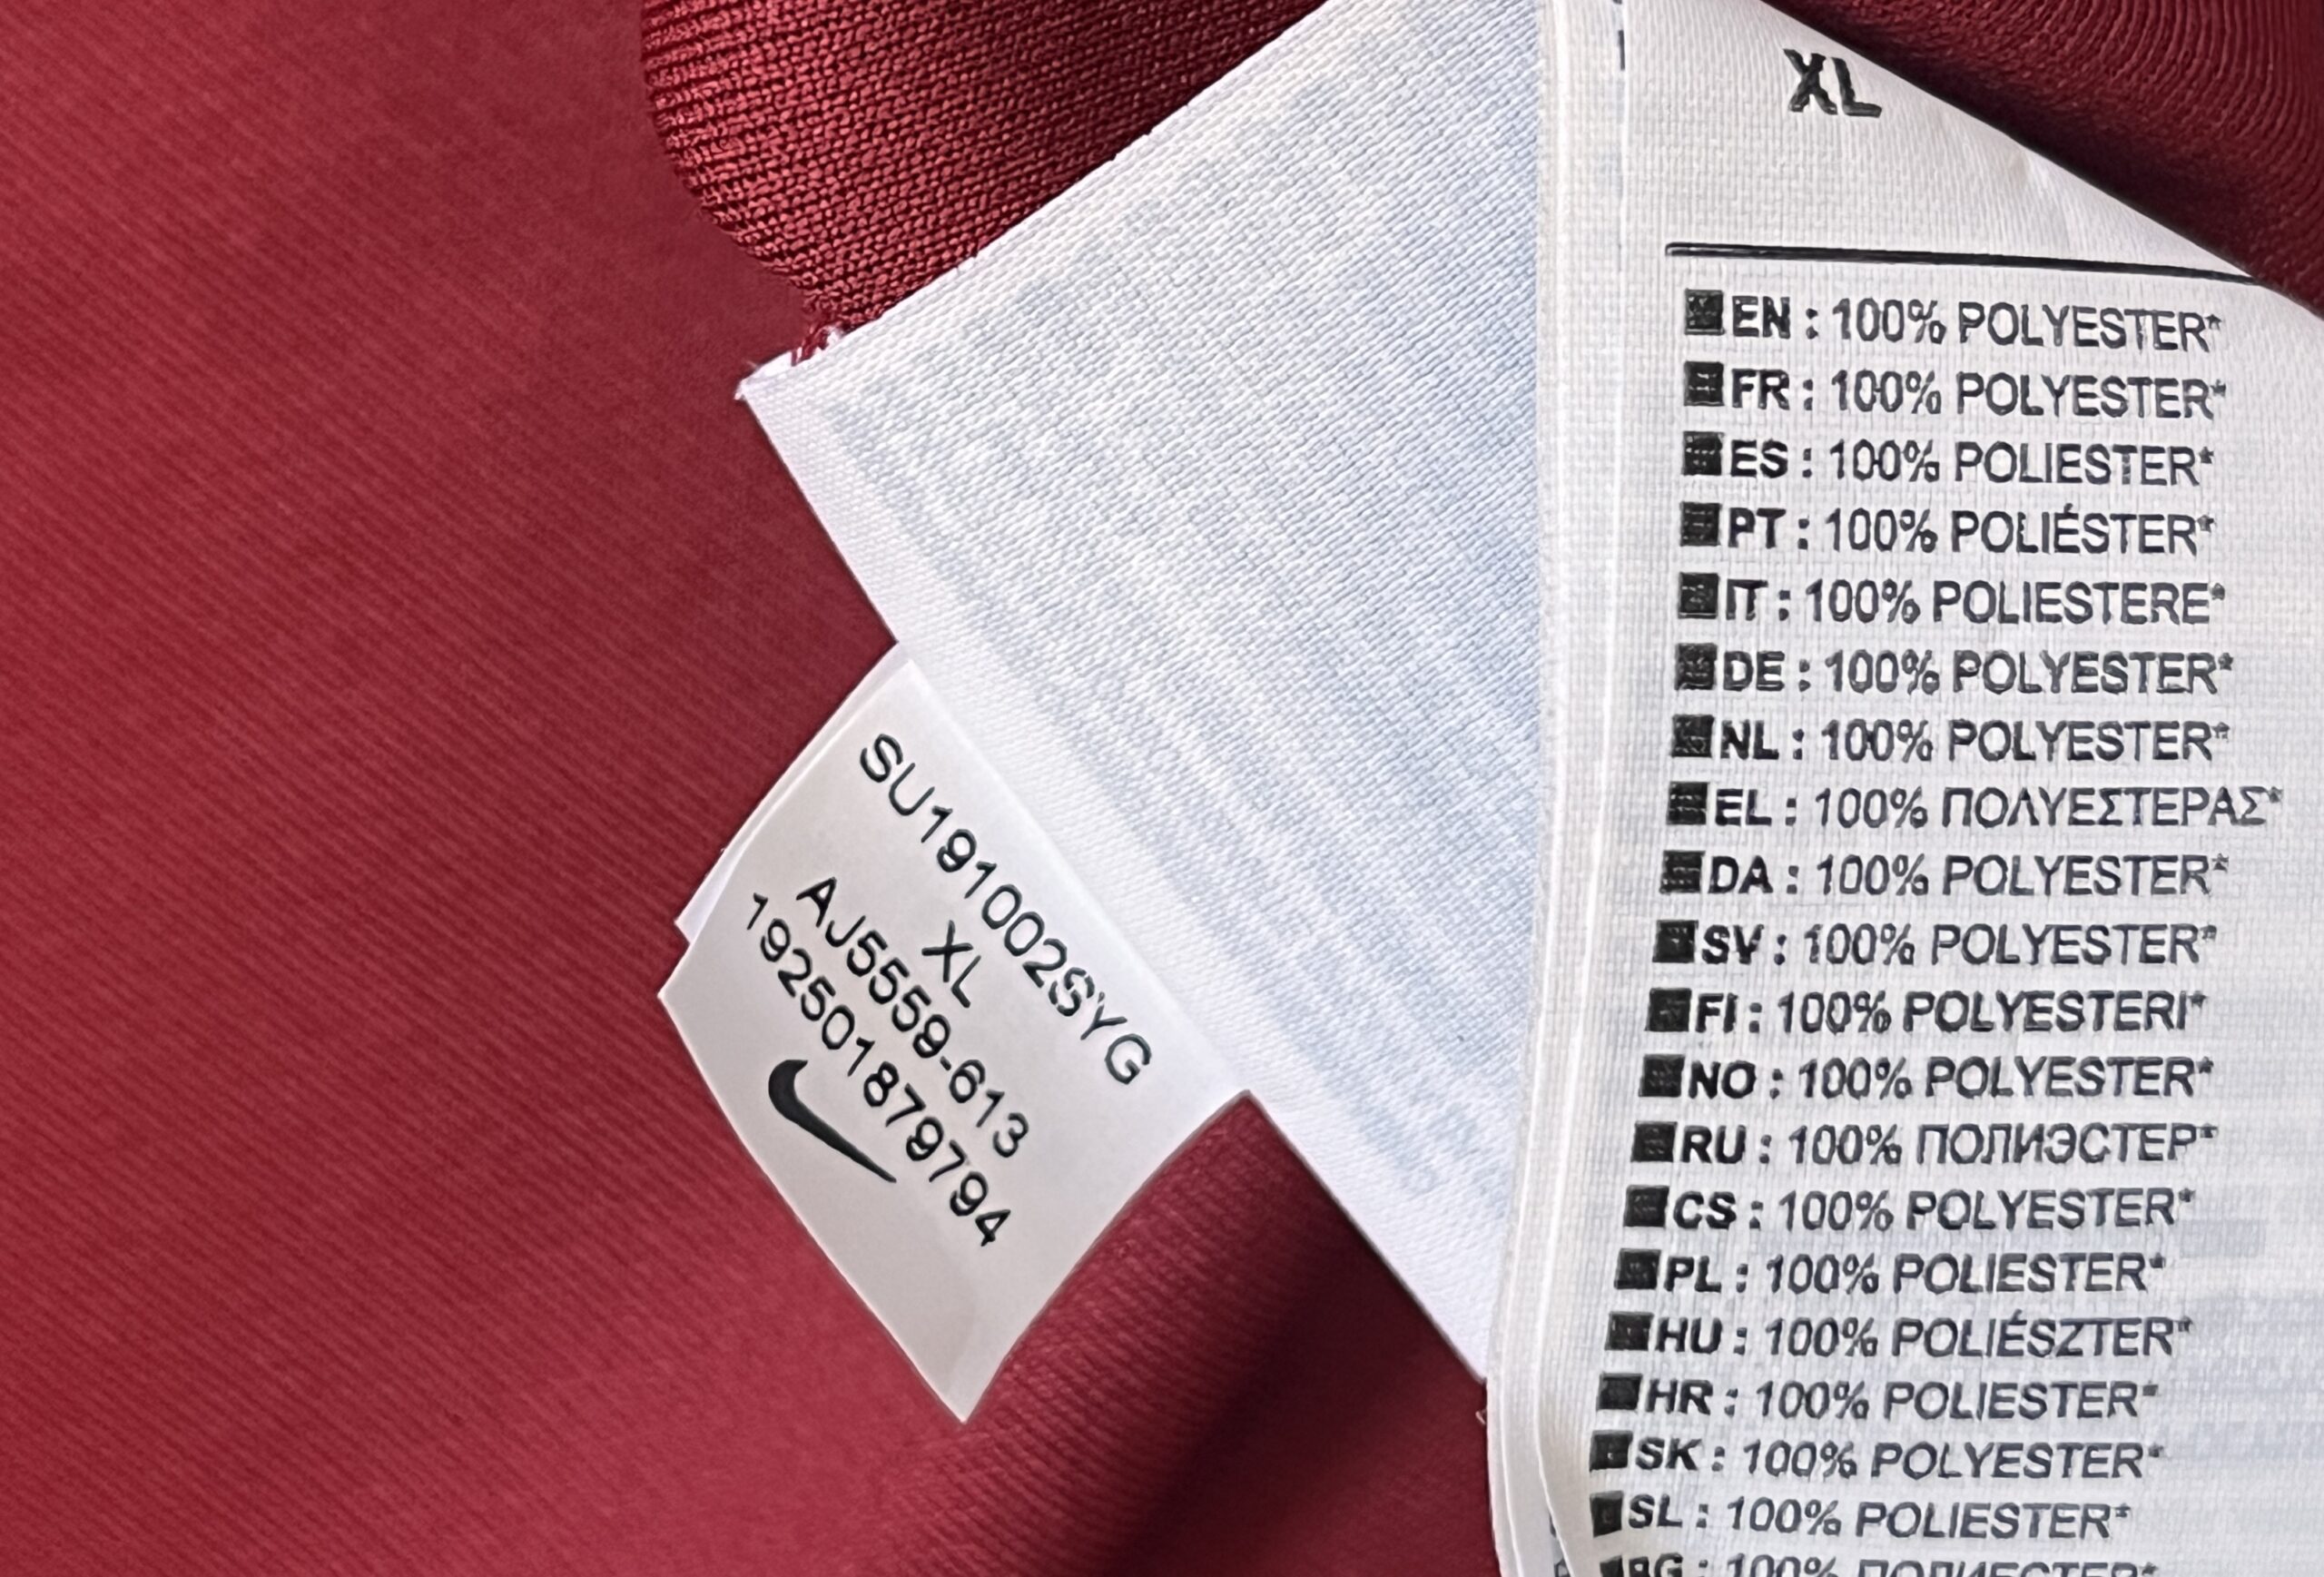 SU191002SYG
XL
AJ5559-613
192501879794
XL
EN : 100% POLYESTER*
FR : 100% POLYESTER*
ES : 100% POLIESTER*
PT : 100% POLIÉSTER*
IT : 100% POLIESTERE*
DE : 100% POLYESTER*
NL : 100% POLYESTER*
EL : 100% ΠΟΛΥΕΣΤΕΡΑΣ*
DA : 100% POLYESTER*
SV : 100% POLYESTER*
FI : 100% POLYESTERI*
NO : 100% POLYESTER*
RU : 100% ПОЛИЭСТЕР*
CS : 100% POLYESTER*
PL : 100% POLIESTER*
HU : 100% POLIÉSZTER*
HR : 100% POLIESTER*
SK : 100% POLYESTER*
SL : 100% POLIESTER*
BG : 100% ПОЛИЕСТЕР*